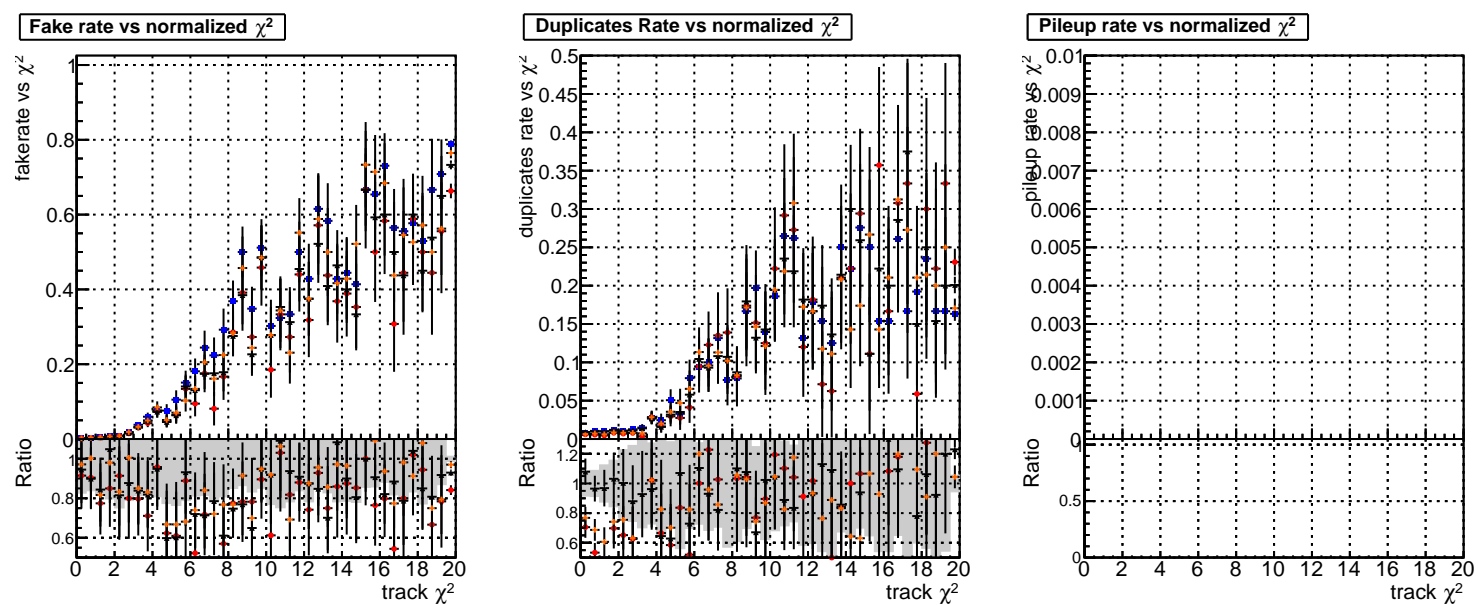 Fake rate vs normalized χ²
fakerate vs χ²
1
0.8
0.6
0.4
0.2
0
Ratio
1
0.8
0.6
0 2 4 6 8 10 12 14 16 18 20
track χ²
Duplicates Rate vs normalized χ²
duplicates rate vs χ²
0.5
0.45
0.4
0.35
0.3
0.25
0.2
0.15
0.1
0.05
0
Ratio
1.2
1
0.8
0.6
0 2 4 6 8 10 12 14 16 18 20
track χ²
Pileup rate vs normalized χ²
pileup rate vs χ²
0.01
0.009
0.008
0.007
0.006
0.005
0.004
0.003
0.002
0.001
0
Ratio
1
0.5
0
0 2 4 6 8 10 12 14 16 18 20
track χ²